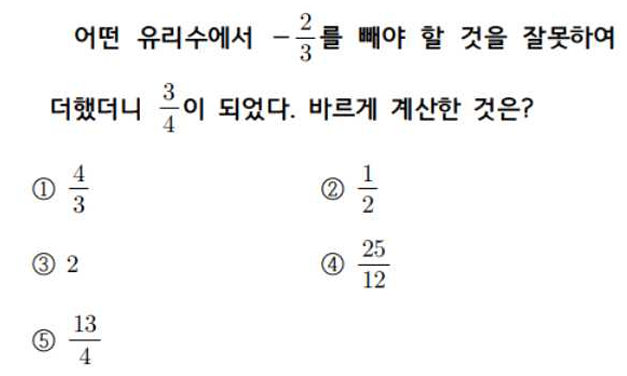 어떤 유리수에서 $-\frac{2}{3}$를 빼야 할 것을 잘못하여
더했더니 $\frac{3}{4}$이 되었다. 바르게 계산한 것은?
① $\frac{4}{3}$ ② $\frac{1}{2}$
③ 2 ④ $\frac{25}{12}$
⑤ $\frac{13}{4}$